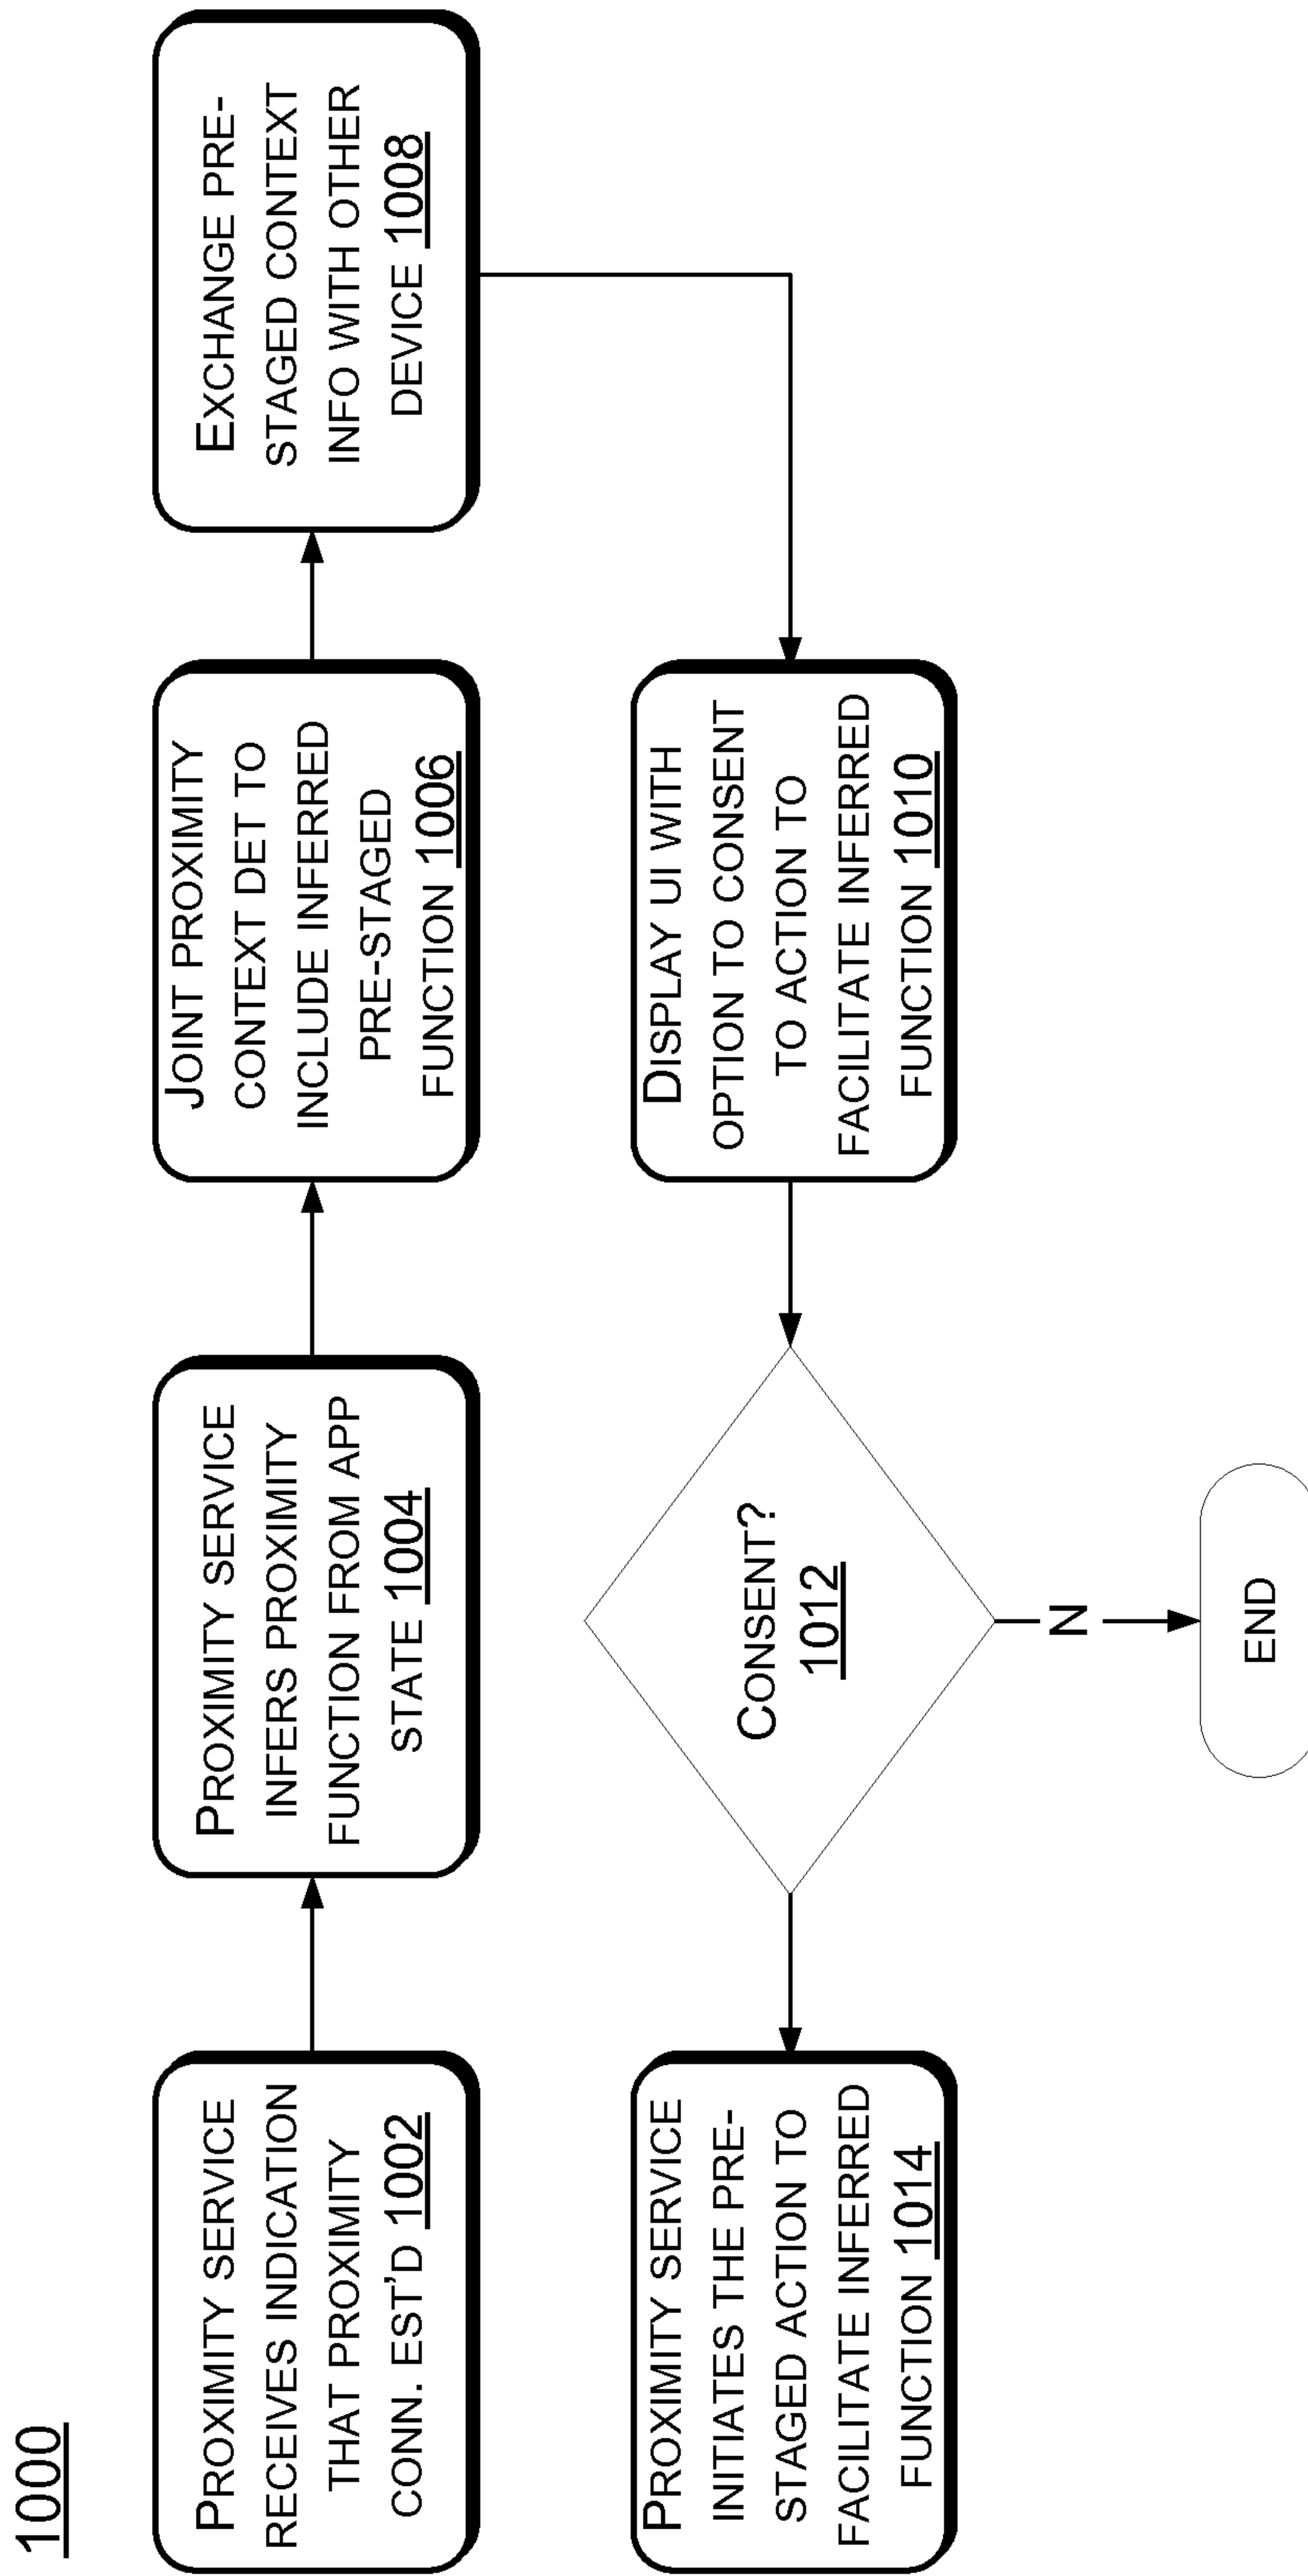 1000
PROXIMITY SERVICE
RECEIVES INDICATION
THAT PROXIMITY
CONN. EST'D 1002
PROXIMITY SERVICE
INFERS PROXIMITY
FUNCTION FROM APP
STATE 1004
JOINT PROXIMITY
CONTEXT DET TO
INCLUDE INFERRED
PRE-STAGED
FUNCTION 1006
EXCHANGE PRE-
STAGED CONTEXT
INFO WITH OTHER
DEVICE 1008
DISPLAY UI WITH
OPTION TO CONSENT
TO ACTION TO
FACILITATE INFERRED
FUNCTION 1010
CONSENT?
1012
N
END
PROXIMITY SERVICE
INITIATES THE PRE-
STAGED ACTION TO
FACILITATE INFERRED
FUNCTION 1014